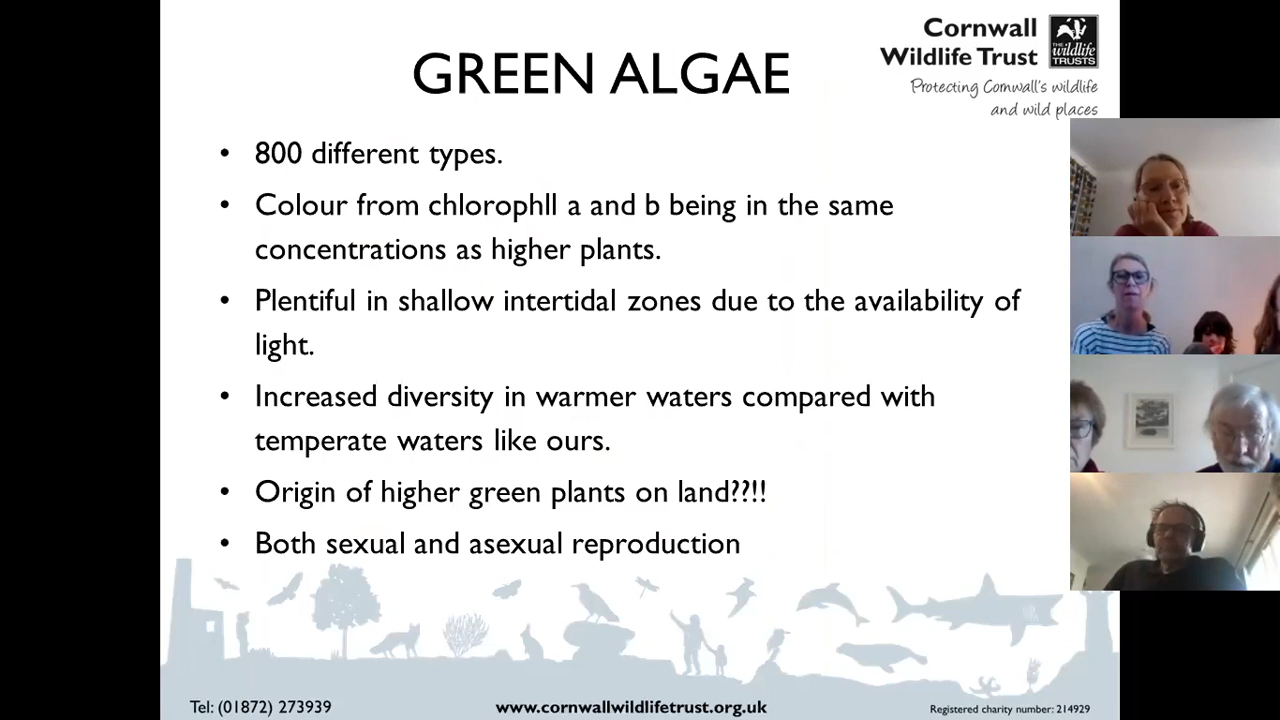 Cornwall
Wildlife Trust
THE
wildlife
TRUSTS
Protecting Cornwall's wildlife
and wild places
GREEN ALGAE
• 800 different types.
• Colour from chlorophll a and b being in the same
concentrations as higher plants.
• Plentiful in shallow intertidal zones due to the availability of
light.
• Increased diversity in warmer waters compared with
temperate waters like ours.
• Origin of higher green plants on land??!!
• Both sexual and asexual reproduction
Tel: (01872) 273939
www.cornwallwildlifetrust.org.uk
Registered charity number: 214929